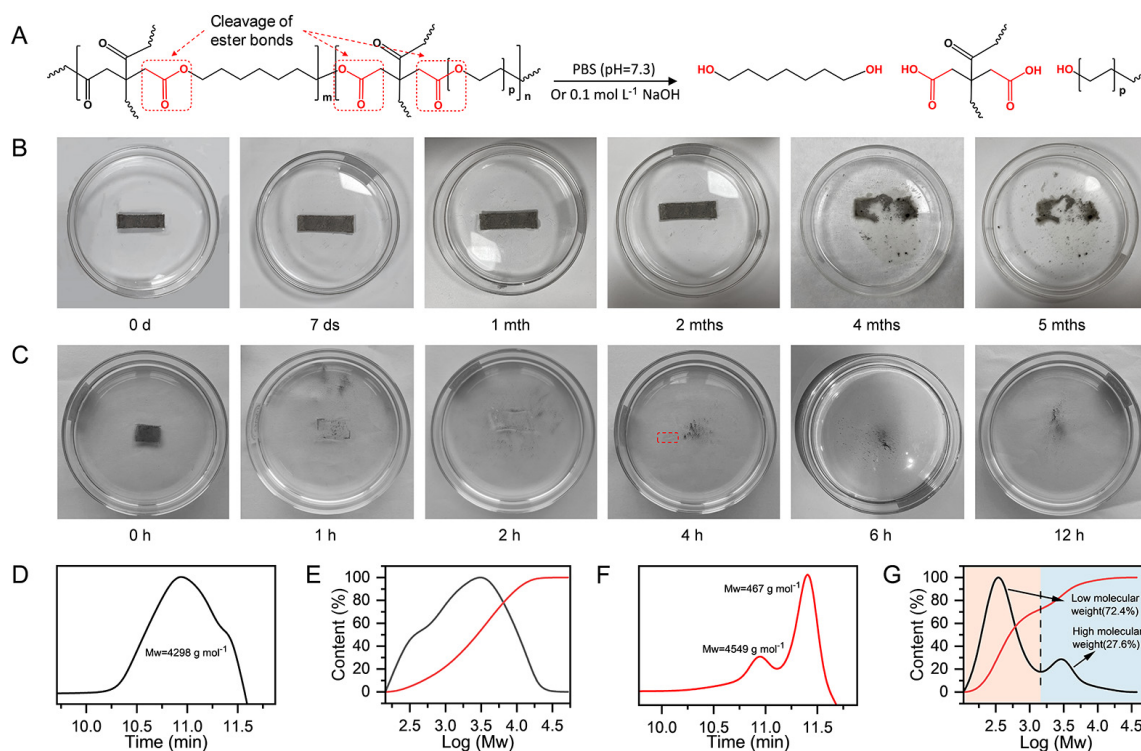 A
Cleavage of
ester bonds
O
O
O
O
O
O
O
O
O
m
p
n
PBS (pH=7.3)
Or 0.1 mol L⁻¹ NaOH
HO
OH
O
HO
OH
O
O
HO
p
B
0 d
7 ds
1 mth
2 mths
4 mths
5 mths
C
0 h
1 h
2 h
4 h
6 h
12 h
D
Mw=4298 g mol⁻¹
10.0
10.5
11.0
11.5
Time (min)
E
Content (%)
100
80
60
40
20
0
2.5
3.0
3.5
4.0
4.5
Log (Mw)
F
Mw=467 g mol⁻¹
Mw=4549 g mol⁻¹
10.0
10.5
11.0
11.5
Time (min)
G
Content (%)
100
80
60
40
20
0
Low molecular
weight(72.4%)
High molecular
weight(27.6%)
2.5
3.0
3.5
4.0
4.5
Log (Mw)